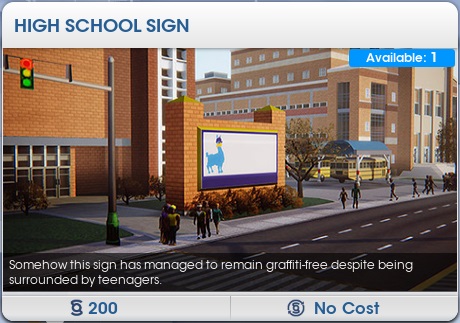 HIGH SCHOOL SIGN
Available: 1
Somehow this sign has managed to remain graffiti-free despite being
surrounded by teenagers.
200
No Cost